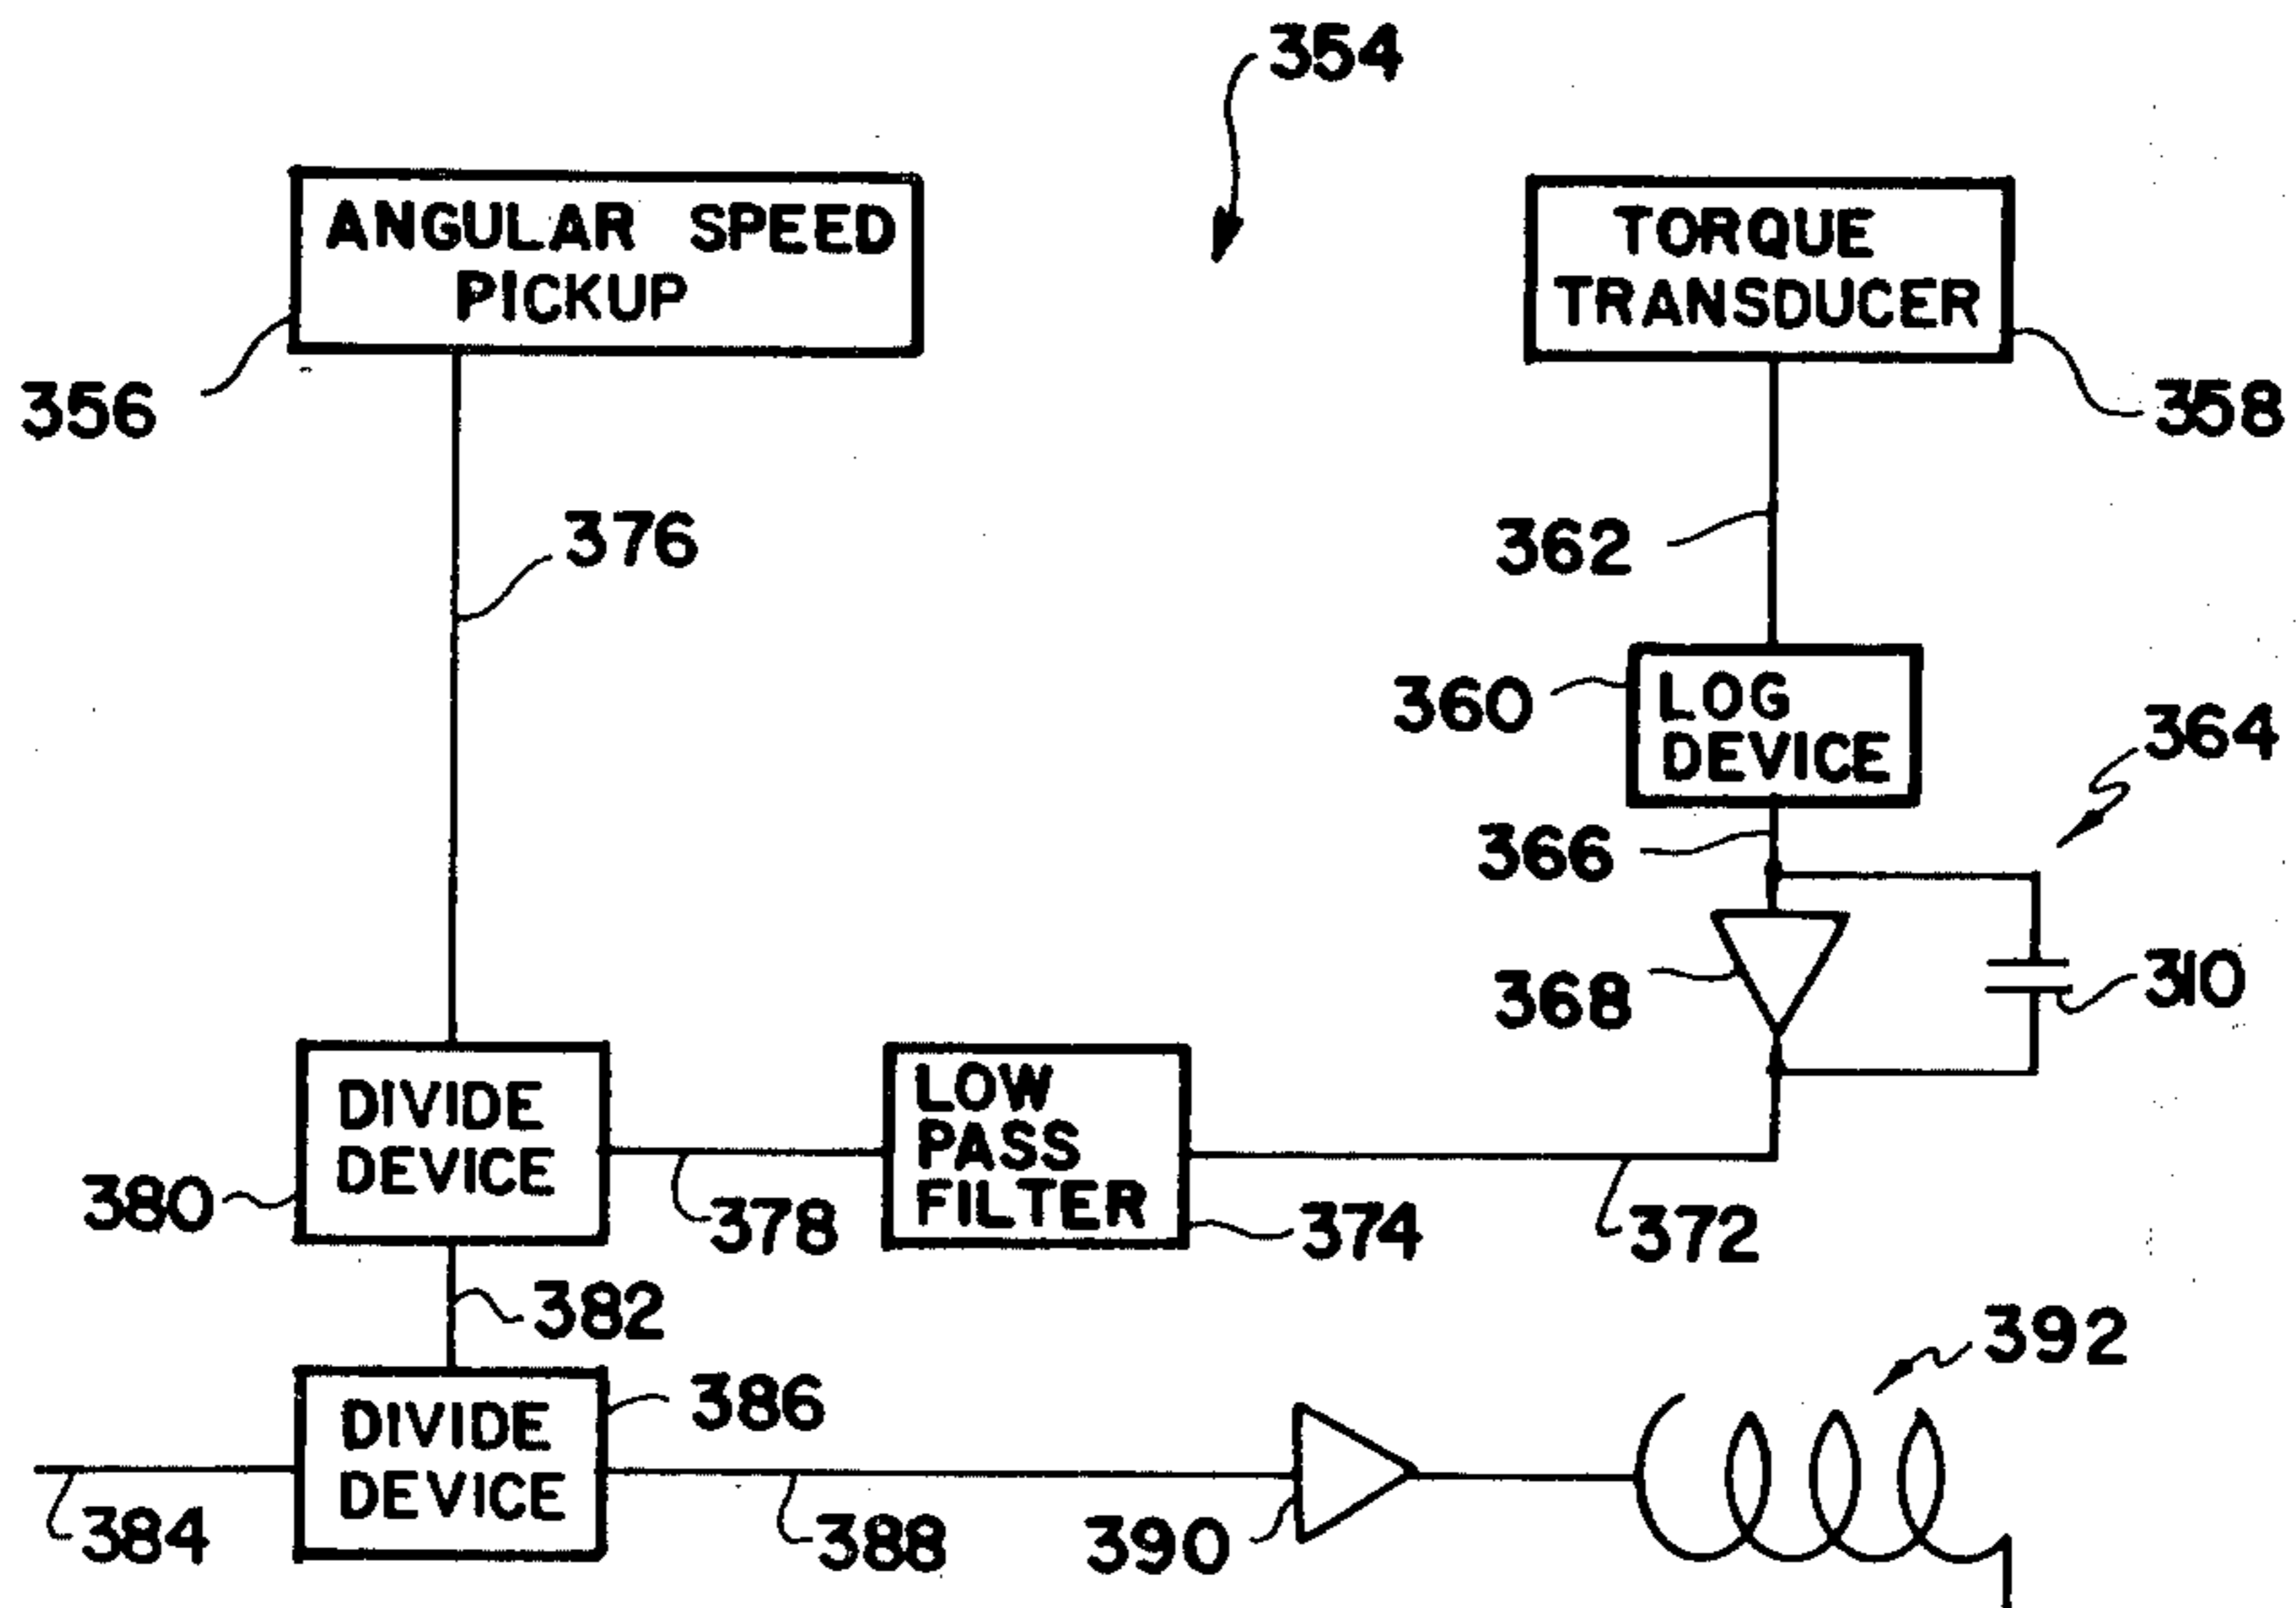 354
ANGULAR SPEED
PICKUP
356
TORQUE
TRANSDUCER
358
376
362
360
LOG
DEVICE
364
366
368
310
DIVIDE
DEVICE
380
378
LOW
PASS
FILTER
374
372
382
392
DIVIDE
DEVICE
386
384
388
390